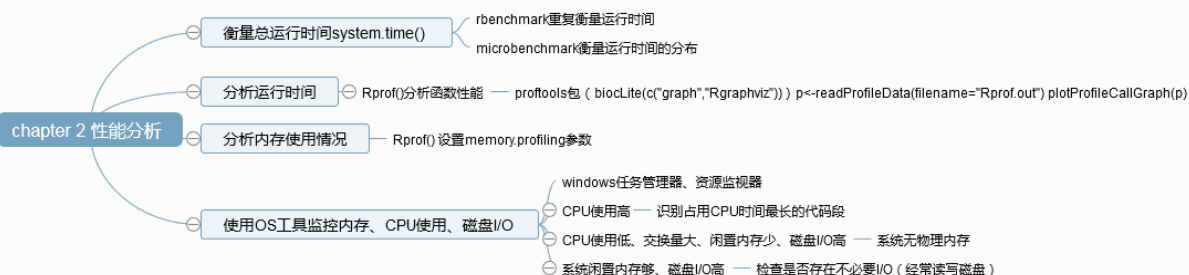 衡量总运行时间system.time()
rbenchmark重复衡量运行时间
microbenchmark衡量运行时间的分布
分析运行时间
Rprof()分析函数性能
proftools包（biocLite(c("graph","Rgraphviz"))）p<-readProfileData(filename="Rprof.out") plotProfileCallGraph(p)
chapter 2 性能分析
分析内存使用情况
Rprof() 设置memory.profiling参数
使用OS工具监控内存、CPU使用、磁盘I/O
windows任务管理器、资源监视器
CPU使用高
识别占用CPU时间最长的代码段
CPU使用低、交换量大、闲置内存少、磁盘I/O高
系统无物理内存
系统闲置内存够、磁盘I/O高
检查是否存在不必要I/O（经常读写磁盘）